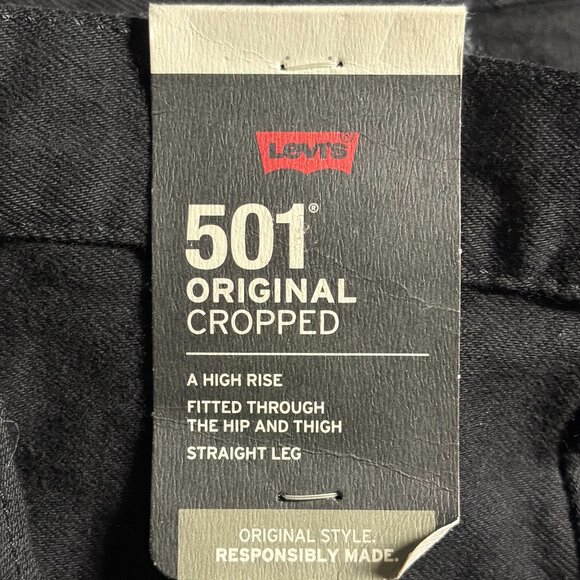 Levi's®
501®
ORIGINAL
CROPPED
A HIGH RISE
FITTED THROUGH
THE HIP AND THIGH
STRAIGHT LEG
ORIGINAL STYLE.
RESPONSIBLY MADE.